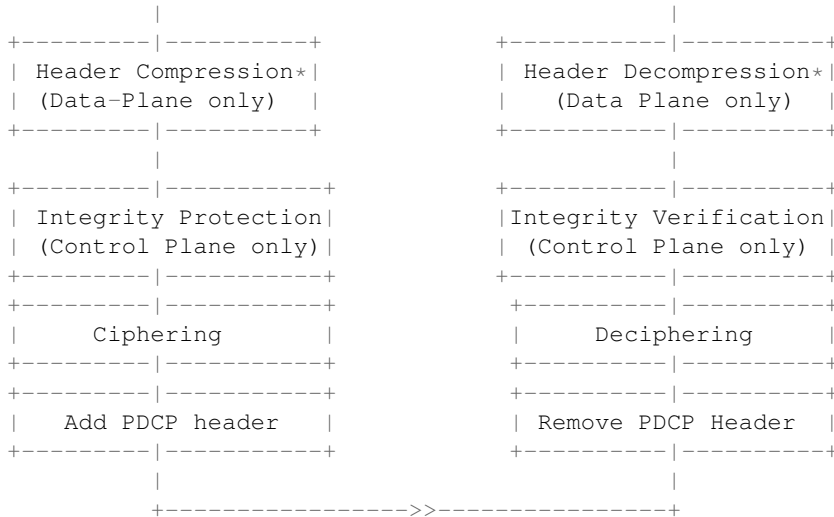 Header Compression*
(Data-Plane only)
Header Decompression*
(Data Plane only)
Integrity Protection
(Control Plane only)
Integrity Verification
(Control Plane only)
Ciphering
Deciphering
Add PDCP header
Remove PDCP Header